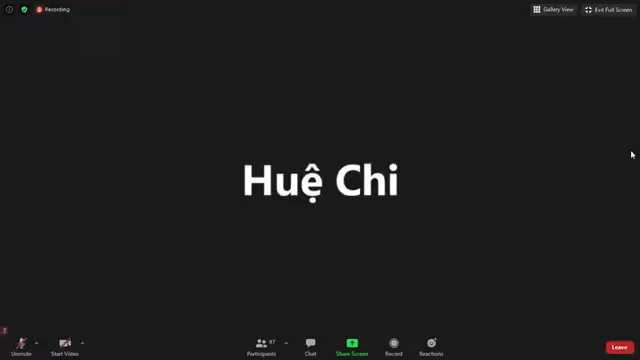 Recording
Gallery View
Exit Full Screen
Huệ Chi
Unmute
Start Video
97
Participants
Chat
Share Screen
Record
Reactions
Leave